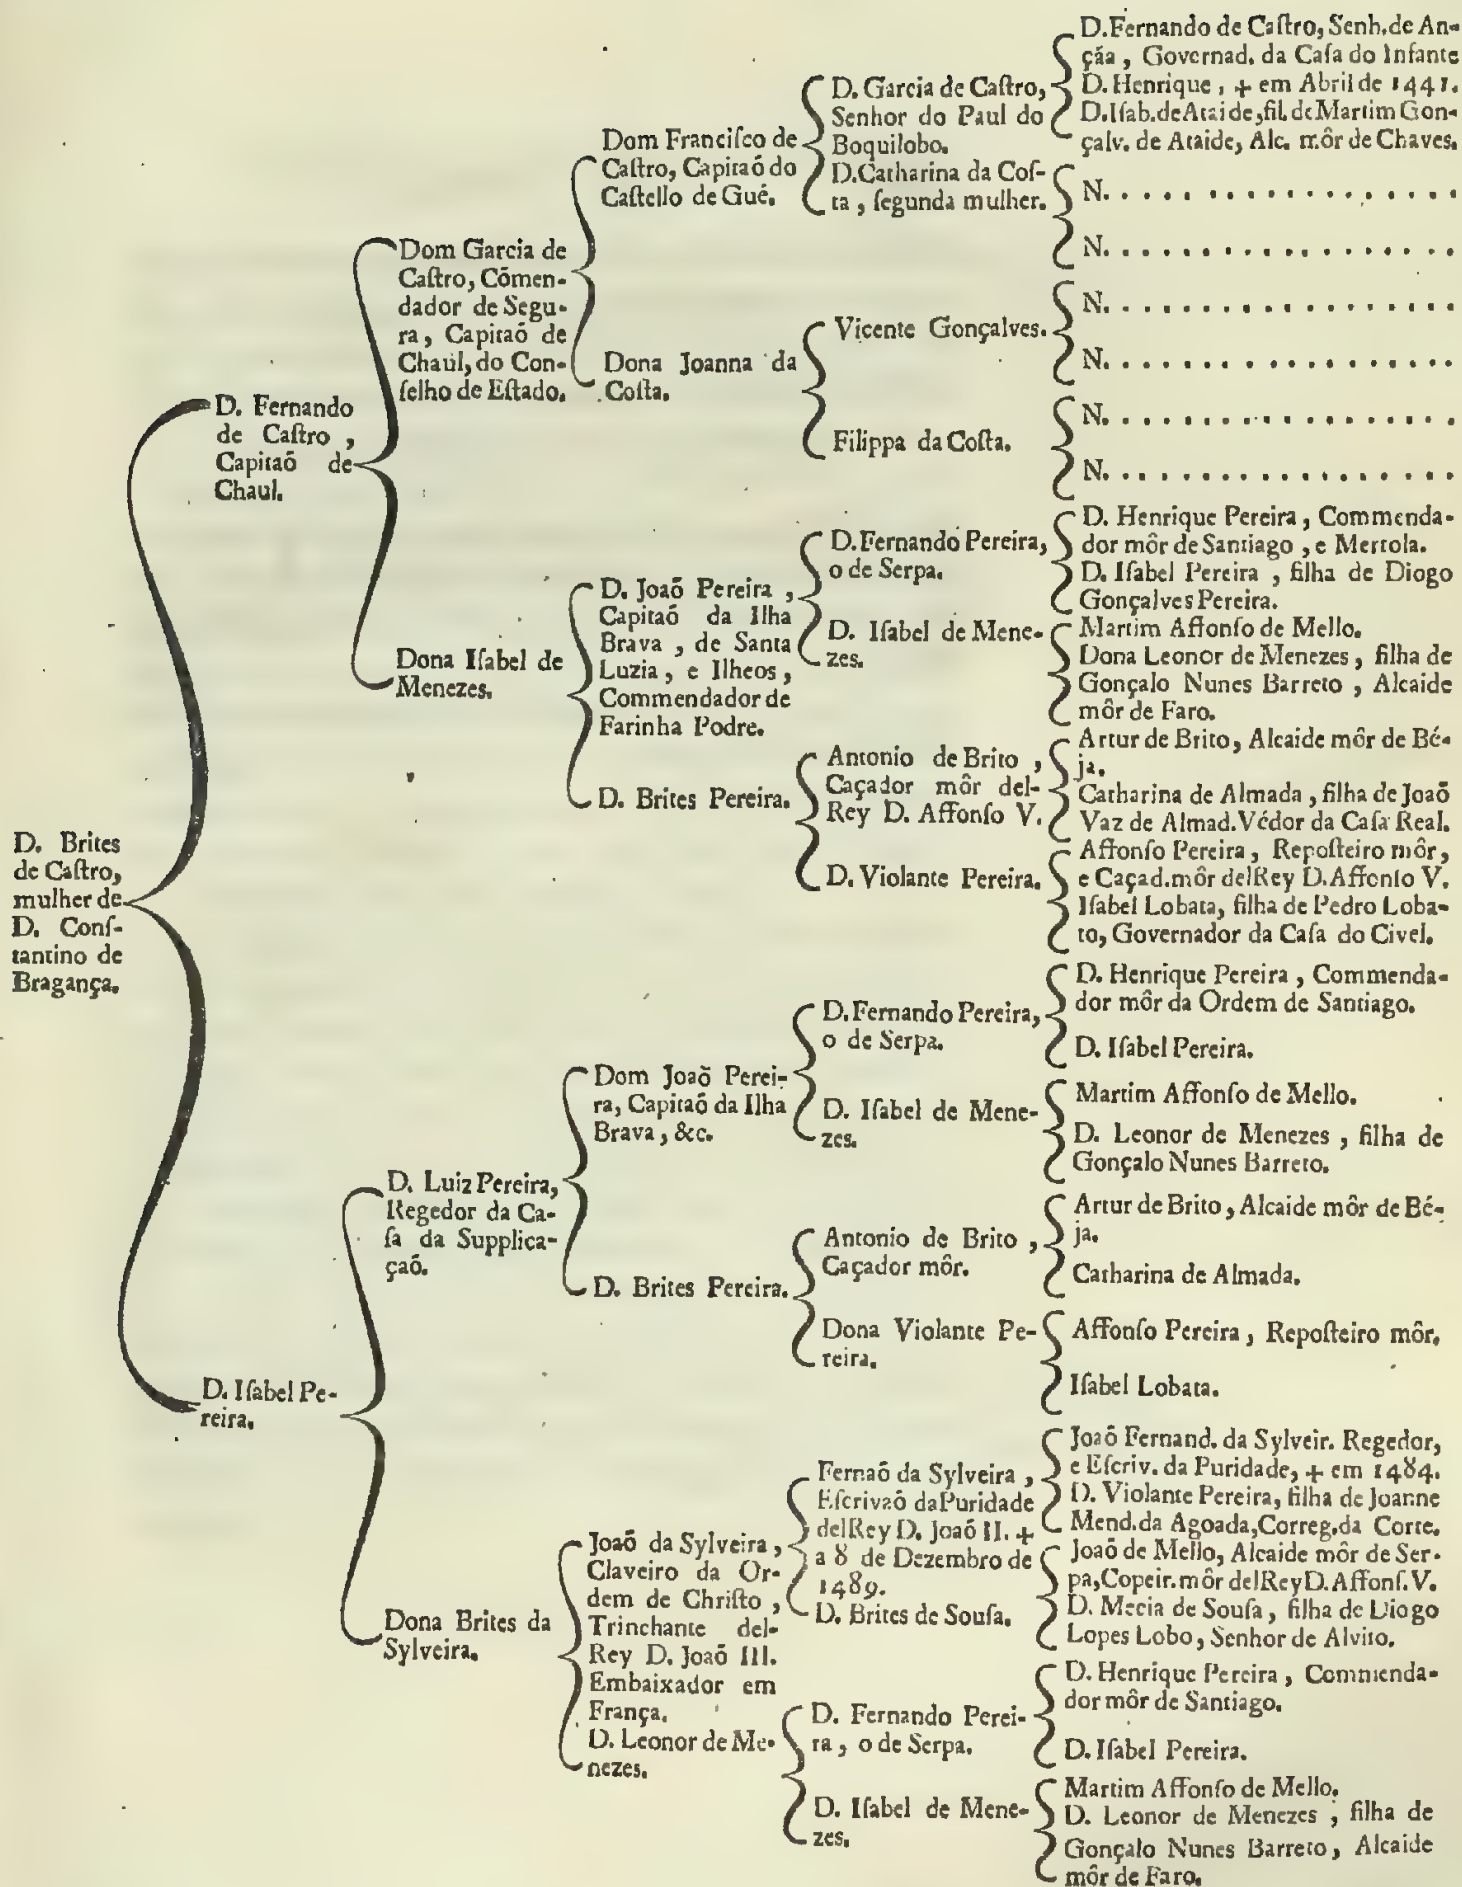 D. Brites
de Caſtro,
mulher de
D. Conſ-
tantino de
Bragança.
D. Fernando
de Caſtro ,
Capitaõ de
Chaul.
Dom Garcia de
Caſtro, Cõmen-
dador de Segu-
ra, Capitaõ de
Chaul, do Con-
ſelho de Eſtado.
Dom Franciſco de
Caſtro, Capitaõ do
Caſtello de Gué.
D. Garcia de Caſtro,
Senhor do Paul do
Boquilobo.
D. Fernando de Caſtro, Senh. de An-
çáa , Governad. da Caſa do Infante
D. Henrique , + em Abril de 1441.
D. Iſab. de Ataide, fil. de Martim Gon-
çalv. de Ataide, Alc. môr de Chaves.
D. Catharina da Coſ-
ta , ſegunda mulher.
N. . . . . . . . . . . . . . . . . .
N. . . . . . . . . . . . . . . . . .
Dona Joanna da
Coſta.
Vicente Gonçalves.
N. . . . . . . . . . . . . . . . . .
N. . . . . . . . . . . . . . . . . .
Filippa da Coſta.
N. . . . . . . . . . . . . . . . . .
N. . . . . . . . . . . . . . . . . .
Dona Iſabel de
Menezes.
D. Joaõ Pereira ,
Capitaõ da Ilha
Brava , de Santa
Luzia , e Ilheos ,
Commendador de
Farinha Podre.
D. Fernando Pereira,
o de Serpa.
D. Henrique Pereira , Commenda-
dor môr de Santiago , e Mertola.
D. Iſabel Pereira , filha de Diogo
Gonçalves Pereira.
D. Iſabel de Mene-
zes.
Martim Affonſo de Mello.
Dona Leonor de Menezes , filha de
Gonçalo Nunes Barreto , Alcaide
môr de Faro.
D. Brites Pereira.
Antonio de Brito ,
Caçador môr del-
Rey D. Affonſo V.
Artur de Brito, Alcaide môr de Bé-
ja.
Catharina de Almada , filha de Joaõ
Vaz de Almad. Védor da Caſa Real.
D. Violante Pereira.
Affonſo Pereira , Repoſteiro môr ,
e Caçad. môr delRey D. Affonſo V.
Iſabel Lobata, filha de Pedro Loba-
to, Governador da Caſa do Civel.
D. Iſabel Pe-
reira.
D. Luiz Pereira,
Regedor da Ca-
ſa da Supplica-
çaõ.
Dom Joaõ Perei-
ra, Capitaõ da Ilha
Brava , &c.
D. Fernando Pereira,
o de Serpa.
D. Henrique Pereira , Commenda-
dor môr da Ordem de Santiago.
D. Iſabel Pereira.
D. Iſabel de Mene-
zes.
Martim Affonſo de Mello.
D. Leonor de Menezes , filha de
Gonçalo Nunes Barreto.
D. Brites Pereira.
Antonio de Brito ,
Caçador môr.
Artur de Brito , Alcaide môr de Bé-
ja.
Catharina de Almada.
Dona Violante Pe-
reira.
Affonſo Pereira , Repoſteiro môr.
Iſabel Lobata.
Dona Brites da
Sylveira.
Joaõ da Sylveira ,
Claveiro da Or-
dem de Chriſto ,
Trinchante del-
Rey D. Joaõ III.
Embaixador em
França.
Fernaõ da Sylveira ,
Eſcrivaõ da Puridade
delRey D. Joaõ II. +
a 8 de Dezembro de
1489.
Joaõ Fernand. da Sylveir. Regedor,
e Eſcriv. da Puridade, + em 1484.
D. Violante Pereira, filha de Joanne
Mend. da Agoada, Correg. da Corte.
D. Brites de Souſa.
Joaõ de Mello, Alcaide môr de Ser-
pa, Copeir. môr delRey D. Affonſ. V.
D. Mecia de Souſa , filha de Diogo
Lopes Lobo, Senhor de Alvito.
D. Leonor de Me-
nezes.
D. Fernando Perei-
ra , o de Serpa.
D. Henrique Pereira , Commenda-
dor môr de Santiago.
D. Iſabel Pereira.
D. Iſabel de Mene-
zes.
Martim Affonſo de Mello.
D. Leonor de Menezes , filha de
Gonçalo Nunes Barreto , Alcaide
môr de Faro.